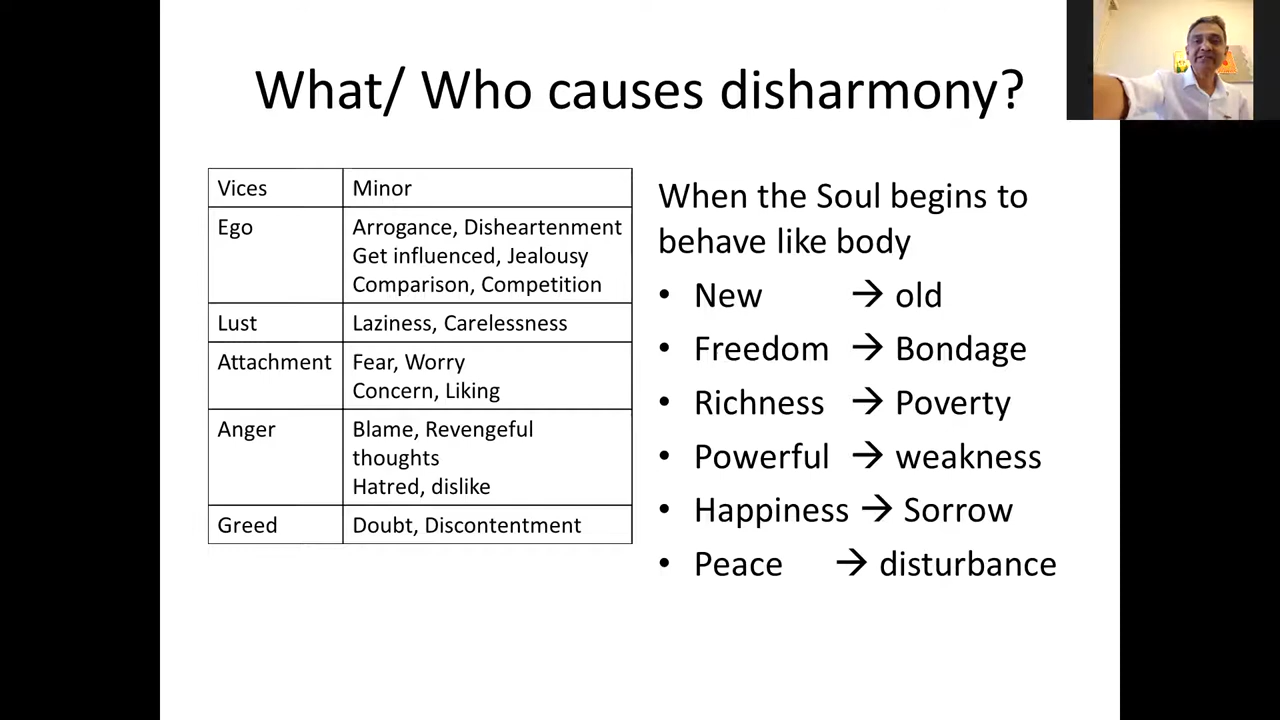 What/ Who causes disharmony?
Vices
Minor
Ego
Arrogance, Disheartenment
Get influenced, Jealousy
Comparison, Competition
Lust
Laziness, Carelessness
Attachment
Fear, Worry
Concern, Liking
Anger
Blame, Revengeful
thoughts
Hatred, dislike
Greed
Doubt, Discontentment
When the Soul begins to
behave like body
• New → old
• Freedom → Bondage
• Richness → Poverty
• Powerful → weakness
• Happiness → Sorrow
• Peace → disturbance